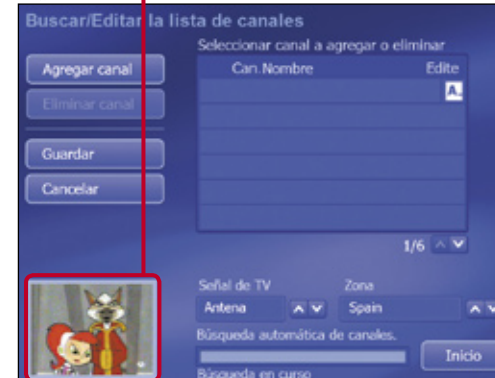 Buscar/Editar la lista de canales
Seleccionar canal a agregar o eliminar
Agregar canal
Can. Nombre Edite
A.
Eliminar canal
Guardar
Cancelar
1/6
Señal de TV Zona
Antena Spain
Búsqueda automática de canales.
Inicio
Búsqueda en curso